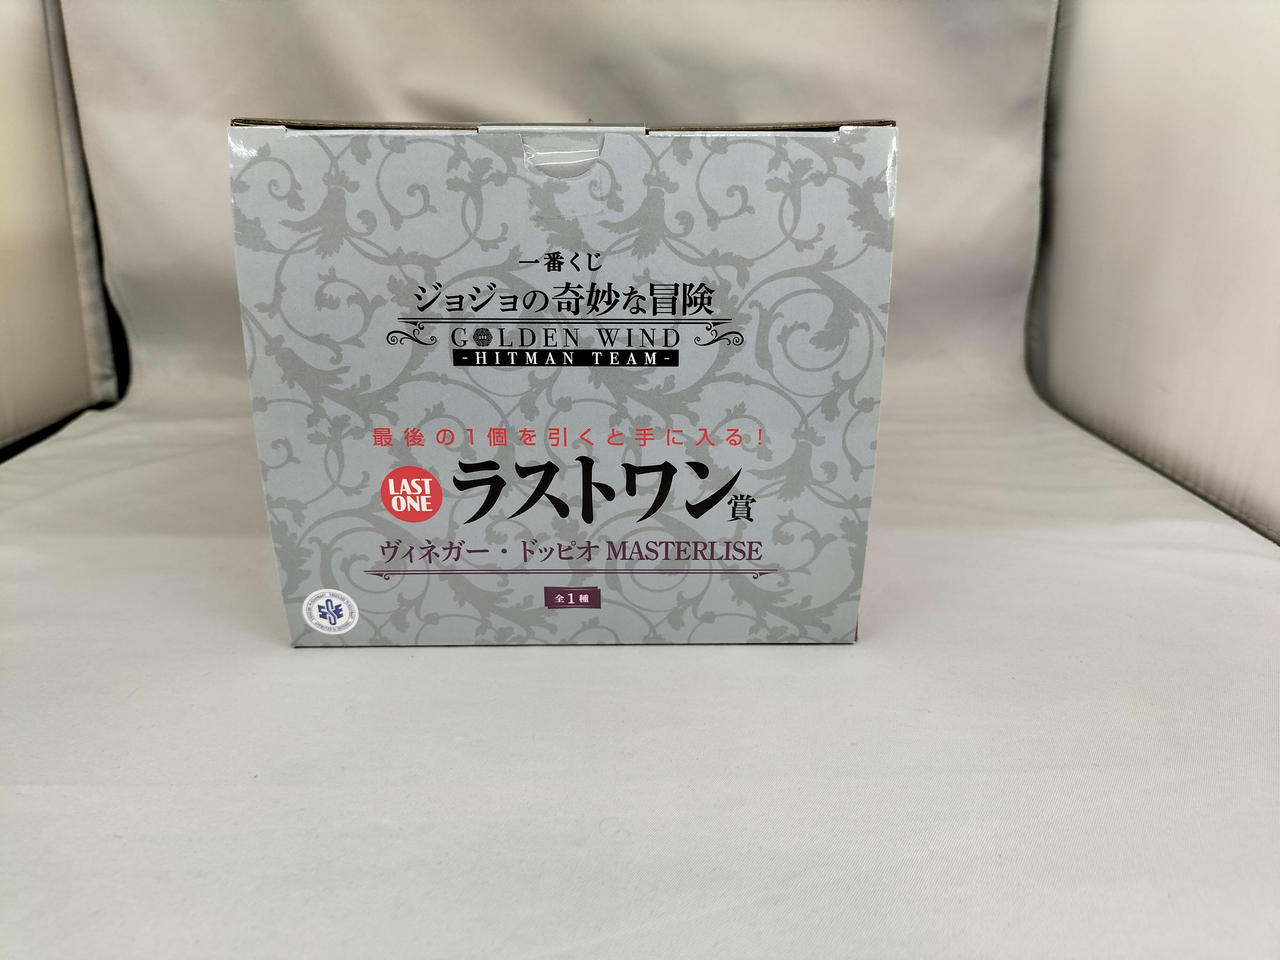 一番くじ
ジョジョの奇妙な冒険
GOLDEN WIND
-HITMAN TEAM-
最後の1個を引くと手に入る!
LAST
ONE
ラストワン賞
ヴィネガー・ドッピオ MASTERLISE
全1種